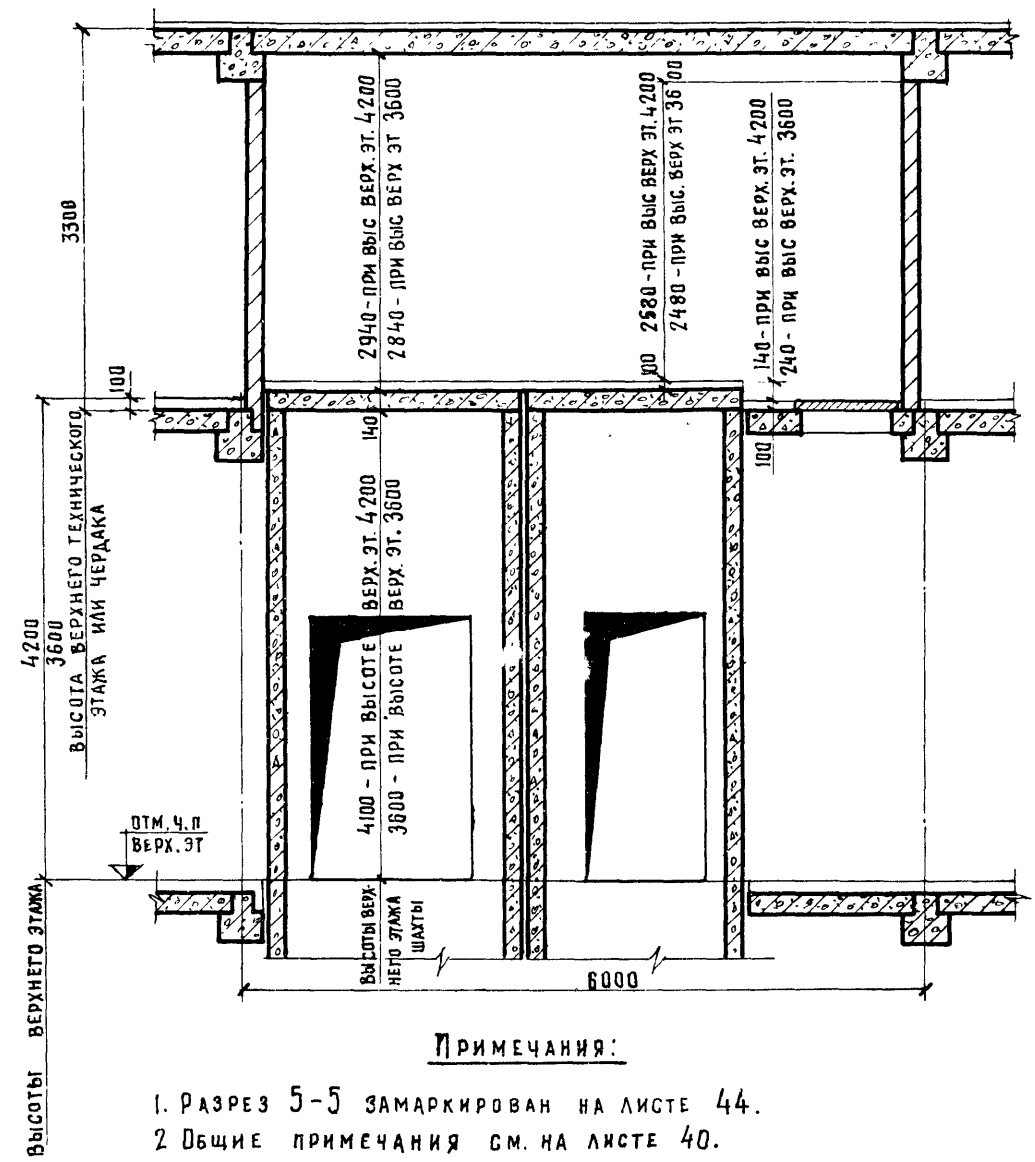 3300
2940-ПРИ ВЫС ВЕРХ. ЭТ. 4200
2840- ПРИ ВЫС ВЕРХ ЭТ 3600
2680-ПРИ ВЫС ВЕРХ ЭТ. 4200
2480 -ПРИ ВЫС. ВЕРХ ЭТ 3600
140-ПРИ ВЫС ВЕРХ. ЭТ. 4200
240- ПРИ ВЫС ВЕРХ. ЭТ. 3600
100
100
140
100
4200
3600
ВЫСОТА ВЕРХНЕГО ТЕХНИЧЕСКОГО
ЭТАЖА ИЛИ ЧЕРДАКА
4100 - ПРИ ВЫСОТЕ ВЕРХ. ЭТ. 4200
3600 - ПРИ ВЫСОТЕ ВЕРХ. ЭТ. 3600
ОТМ. Ч. П
ВЕРХ. ЭТ
ВЫСОТЫ ВЕРХ-
НЕГО ЭТАЖА
ШАХТЫ
6000
ВЫСОТЫ ВЕРХНЕГО ЭТАЖА
ПРИМЕЧАНИЯ:
1. РАЗРЕЗ 5-5 ЗАМАРКИРОВАН НА ЛИСТЕ 44.
2 ОБЩИЕ ПРИМЕЧАНИЯ СМ. НА ЛИСТЕ 40.